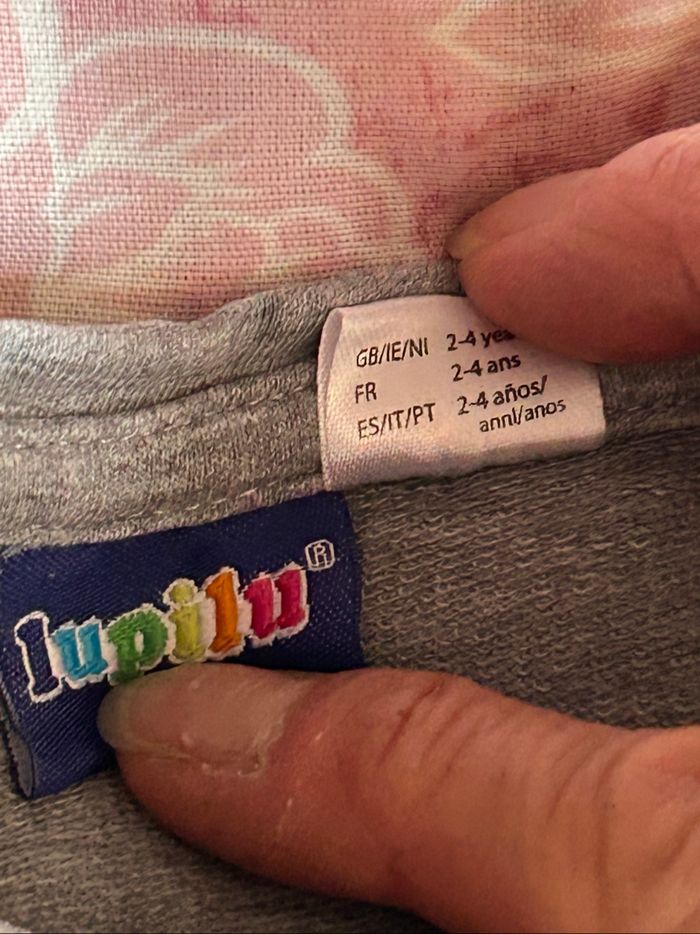 GB/IE/NI 2-4
FR 2-4 ans
ES/IT/PT 2-4 años/
anni/anos
lupilu®